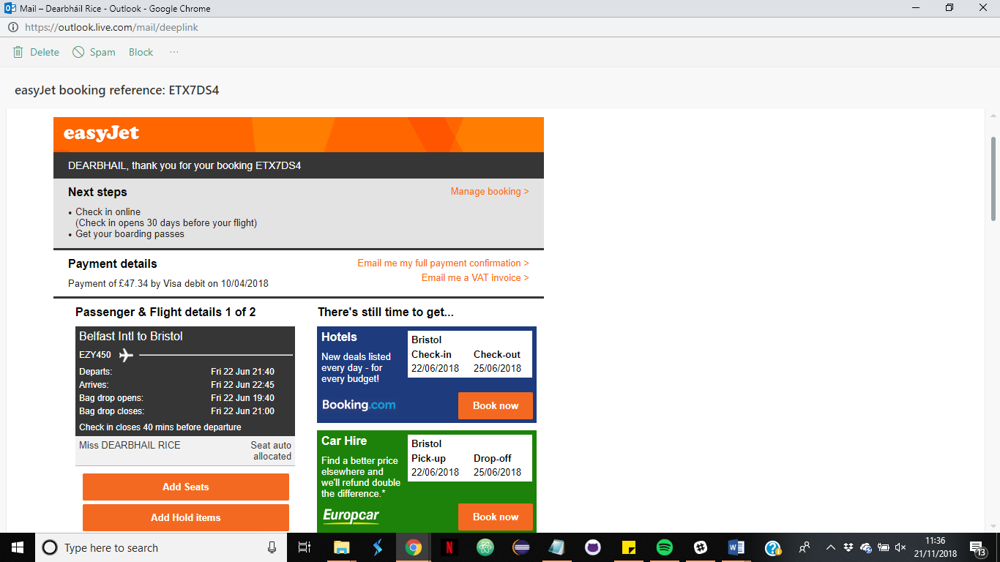 Mail – Dearbháil Rice - Outlook - Google Chrome
https://outlook.live.com/mail/deeplink
Delete Spam Block ...
easyJet booking reference: ETX7DS4
easyJet
DEARBHAIL, thank you for your booking ETX7DS4
Next steps
Manage booking >
• Check in online
(Check in opens 30 days before your flight)
• Get your boarding passes
Payment details
Email me my full payment confirmation >
Email me a VAT invoice >
Payment of £47.34 by Visa debit on 10/04/2018
Passenger & Flight details 1 of 2
Belfast Intl to Bristol
EZY450
Departs: Fri 22 Jun 21:40
Arrives: Fri 22 Jun 22:45
Bag drop opens: Fri 22 Jun 19:40
Bag drop closes: Fri 22 Jun 21:00
Check in closes 40 mins before departure
Miss DEARBHAIL RICE Seat auto
allocated
Add Seats
Add Hold items
There's still time to get...
Hotels
New deals listed
every day - for
every budget!
Booking.com
Bristol
Check-in Check-out
22/06/2018 25/06/2018
Book now
Car Hire
Find a better price
elsewhere and
we'll refund double
the difference.*
Europcar
Bristol
Pick-up Drop-off
22/06/2018 25/06/2018
Book now
Type here to search
11:36
21/11/2018
13